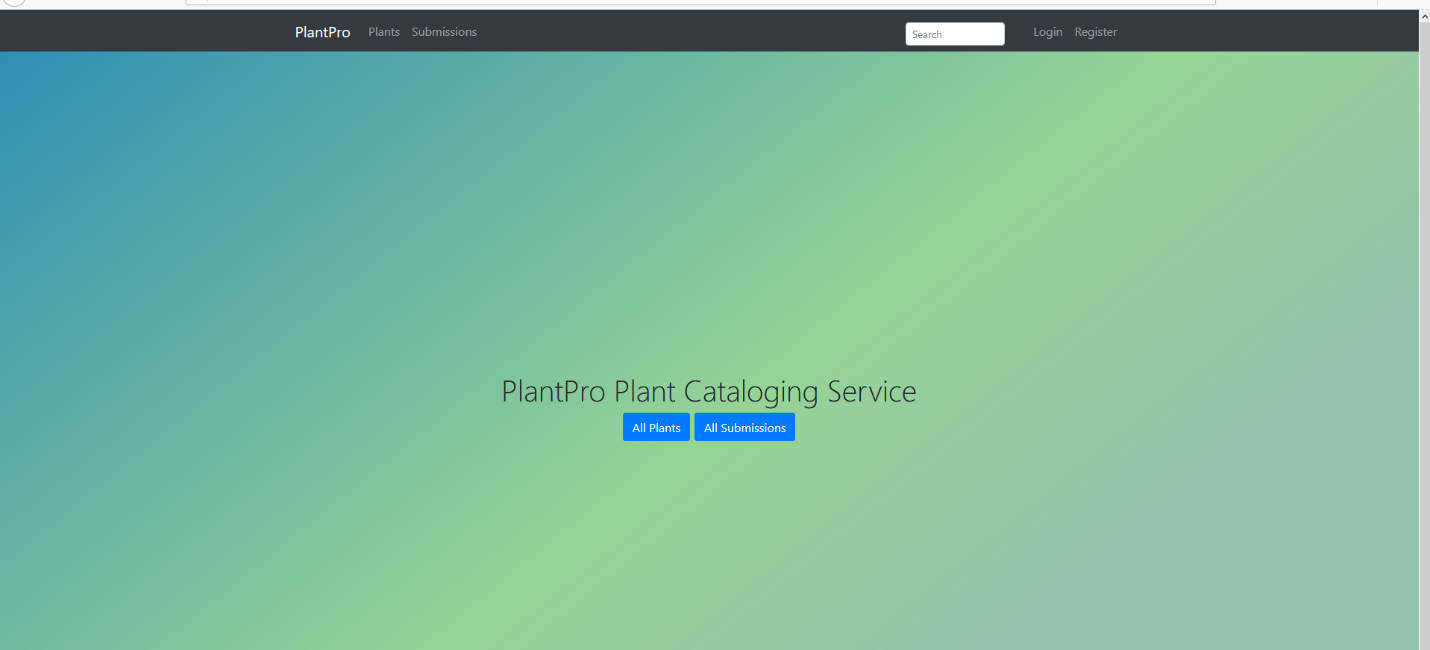 PlantPro Plants Submissions Search Login Register
PlantPro Plant Cataloging Service
All Plants All Submissions